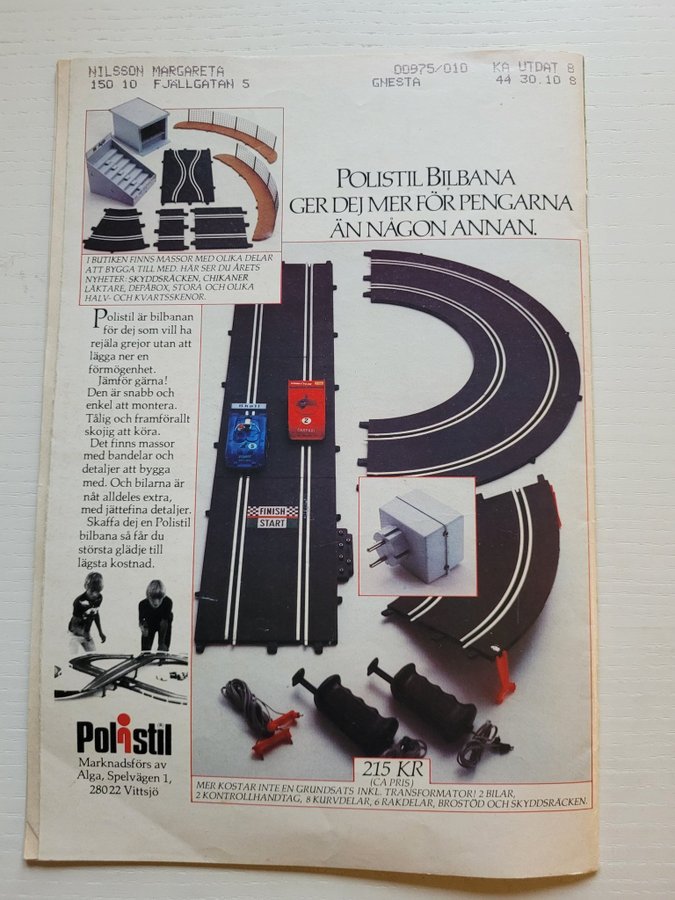 NILSSON MARGARETA 00975/010 KA UTDAT 8
150 10 FJÄLLGATAN 5 GNESTA 44 30.10 8
POLISTIL BILBANA
GER DEJ MER FÖR PENGARNA
ÄN NÅGON ANNAN.
I BUTIKEN FINNS MASSOR MED OLIKA DELAR
ATT BYGGA TILL MED. HÄR SER DU ÅRETS
NYHETER: SKYDDSRÄCKEN, CHIKANER
LÄKTARE, DEPÅBOX, STORA OCH OLIKA
HALV- OCH KVARTSSKENOR.
Polistil är bilbanan
för dej som vill ha
rejäla grejor utan att
lägga ner en
förmögenhet.
Jämför gärna!
Den är snabb och
enkel att montera.
Tålig och framförallt
skojig att köra.
Det finns massor
med bandelar och
detaljer att bygga
med. Och bilarna är
nåt alldeles extra,
med jättefina detaljer.
Skaffa dej en Polistil
bilbana så får du
största glädje till
lägsta kostnad.
Shell
2
FINISH
START
Polistil
Marknadsförs av
Alga, Spelvägen 1,
280 22 Vittsjö
215 KR
(CA PRIS)
MER KOSTAR INTE EN GRUNDSATS INKL. TRANSFORMATOR! 2 BILAR,
2 KONTROLLHANDTAG, 8 KURVDELAR, 6 RAKDELAR, BROSTÖD OCH SKYDDSRÄCKEN.